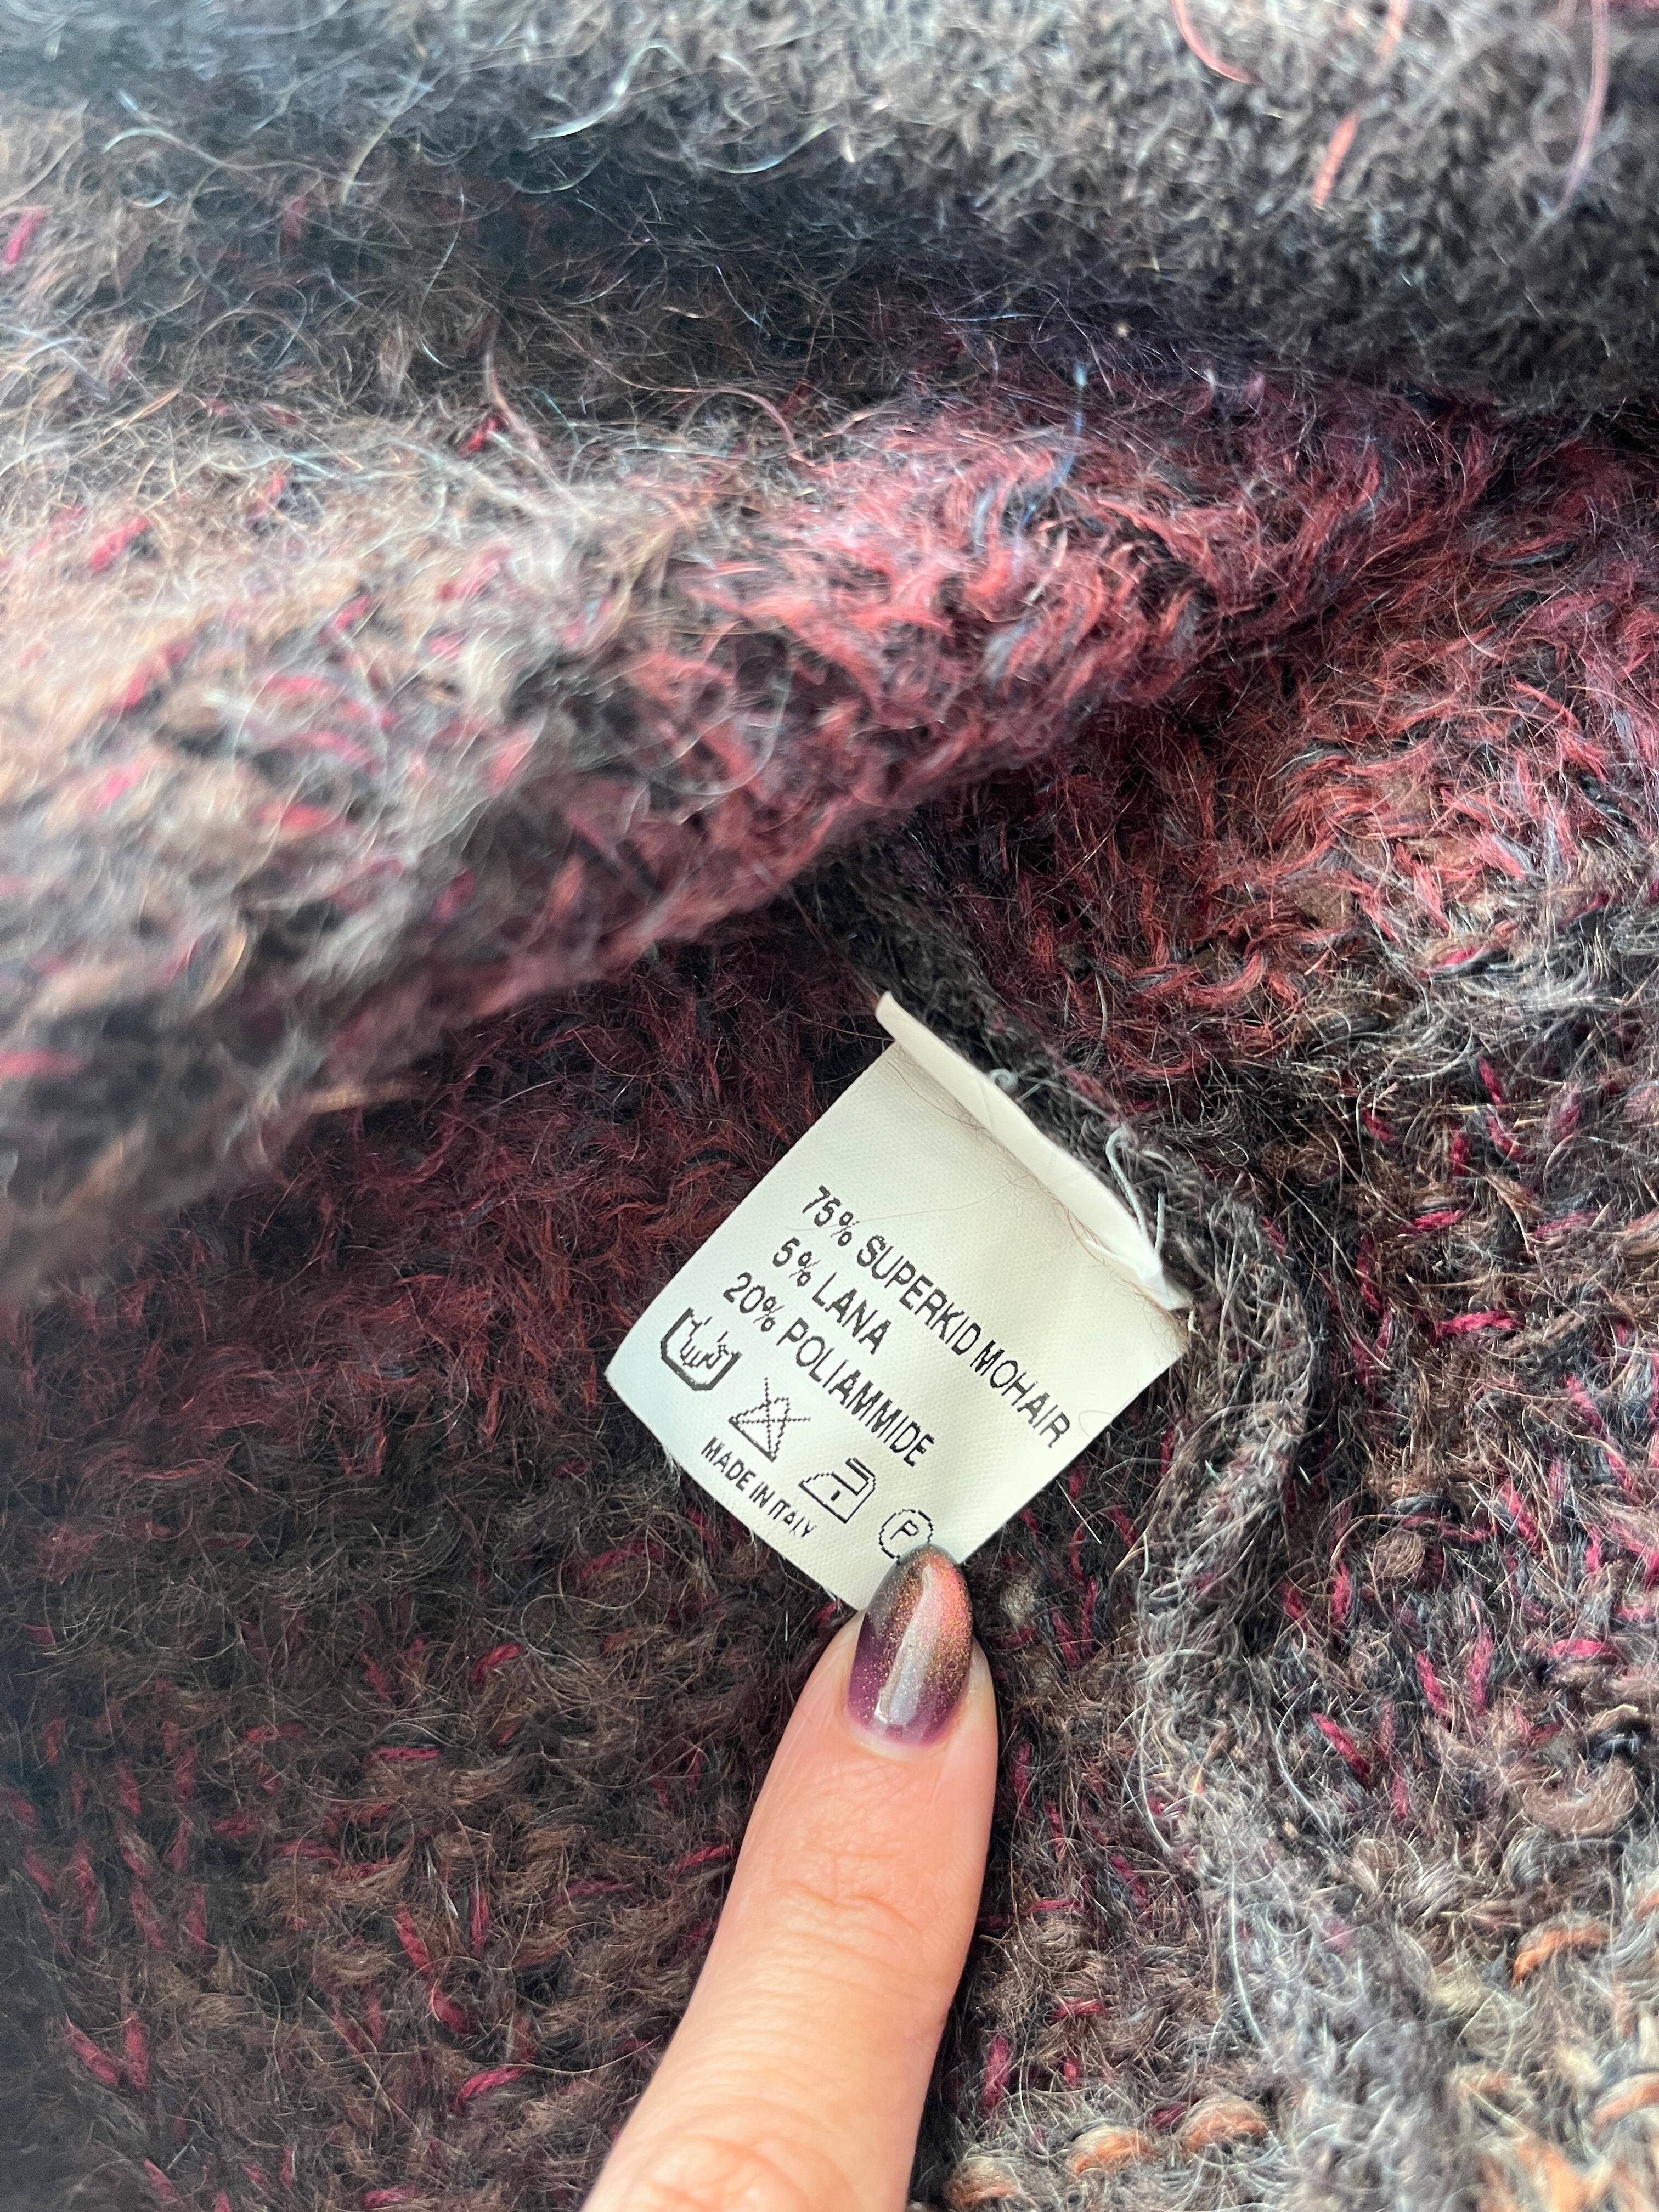 75% SUPERKID MOHAIR
5% LANA
20% POLIAMMIDE
P
MADE IN ITALY